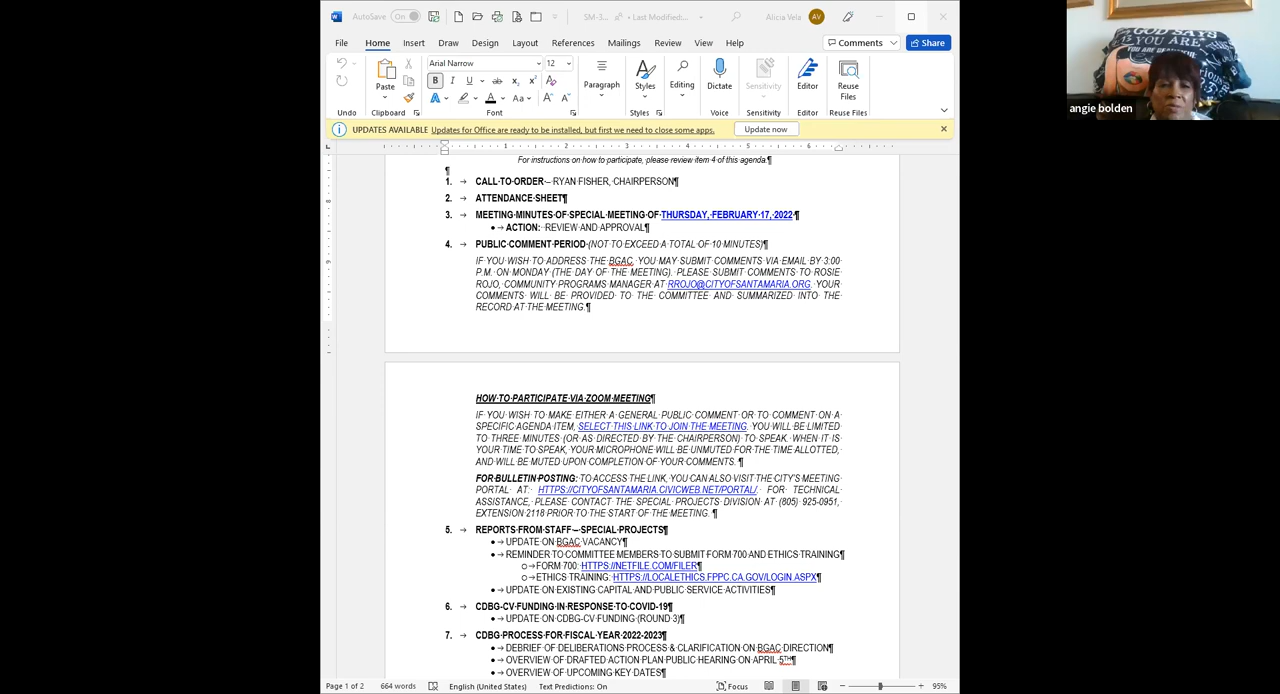 AutoSave On SM-3... · Last Modified:... Alicia Vela AV
File Home Insert Draw Design Layout References Mailings Review View Help Comments Share
Arial Narrow 12
Paste Paragraph Styles Editing Dictate Sensitivity Editor Reuse Files
B I U ab x₂ x² A
A A Aa A A
Undo Clipboard Font Styles Voice Sensitivity Editor Reuse Files
UPDATES AVAILABLE Updates for Office are ready to be installed, but first we need to close some apps. Update now
For instructions on how to participate, please review item 4 of this agenda.¶
¶
1. → CALL TO ORDER – RYAN FISHER, CHAIRPERSON¶
2. → ATTENDANCE SHEET¶
3. → MEETING MINUTES OF SPECIAL MEETING OF THURSDAY, FEBRUARY 17, 2022¶
• → ACTION: REVIEW AND APPROVAL¶
4. → PUBLIC COMMENT PERIOD (NOT TO EXCEED A TOTAL OF 10 MINUTES)¶
IF YOU WISH TO ADDRESS THE BGAC, YOU MAY SUBMIT COMMENTS VIA EMAIL BY 3:00
P.M. ON MONDAY (THE DAY OF THE MEETING). PLEASE SUBMIT COMMENTS TO ROSIE
ROJO, COMMUNITY PROGRAMS MANAGER AT RROJO@CITYOFSANTAMARIA.ORG. YOUR
COMMENTS WILL BE PROVIDED TO THE COMMITTEE AND SUMMARIZED INTO THE
RECORD AT THE MEETING.¶
HOW TO PARTICIPATE VIA ZOOM MEETING¶
IF YOU WISH TO MAKE EITHER A GENERAL PUBLIC COMMENT OR TO COMMENT ON A
SPECIFIC AGENDA ITEM, SELECT THIS LINK TO JOIN THE MEETING. YOU WILL BE LIMITED
TO THREE MINUTES (OR AS DIRECTED BY THE CHAIRPERSON) TO SPEAK. WHEN IT IS
YOUR TIME TO SPEAK, YOUR MICROPHONE WILL BE UNMUTED FOR THE TIME ALLOTTED,
AND WILL BE MUTED UPON COMPLETION OF YOUR COMMENTS. ¶
FOR BULLETIN POSTING: TO ACCESS THE LINK, YOU CAN ALSO VISIT THE CITY'S MEETING
PORTAL AT: HTTPS://CITYOFSANTAMARIA.CIVICWEB.NET/PORTAL/. FOR TECHNICAL
ASSISTANCE, PLEASE CONTACT THE SPECIAL PROJECTS DIVISION AT (805) 925-0951,
EXTENSION 2118 PRIOR TO THE START OF THE MEETING. ¶
5. → REPORTS FROM STAFF – SPECIAL PROJECTS¶
• → UPDATE ON BGAC VACANCY¶
• → REMINDER TO COMMITTEE MEMBERS TO SUBMIT FORM 700 AND ETHICS TRAINING¶
o → FORM 700: HTTPS://NETFILE.COM/FILER¶
o → ETHICS TRAINING: HTTPS://LOCALETHICS.FPPC.CA.GOV/LOGIN.ASPX¶
• → UPDATE ON EXISTING CAPITAL AND PUBLIC SERVICE ACTIVITIES¶
6. → CDBG-CV FUNDING IN RESPONSE TO COVID-19¶
• → UPDATE ON CDBG-CV FUNDING (ROUND 3)¶
7. → CDBG PROCESS FOR FISCAL YEAR 2022-2023¶
• → DEBRIEF OF DELIBERATIONS PROCESS & CLARIFICATION ON BGAC DIRECTION¶
• → OVERVIEW OF DRAFTED ACTION PLAN PUBLIC HEARING ON APRIL 5TH¶
• → OVERVIEW OF UPCOMING KEY DATES¶
Page 1 of 2 664 words English (United States) Text Predictions: On Focus 95%
GOD SAYS
YOU ARE
angie bolden